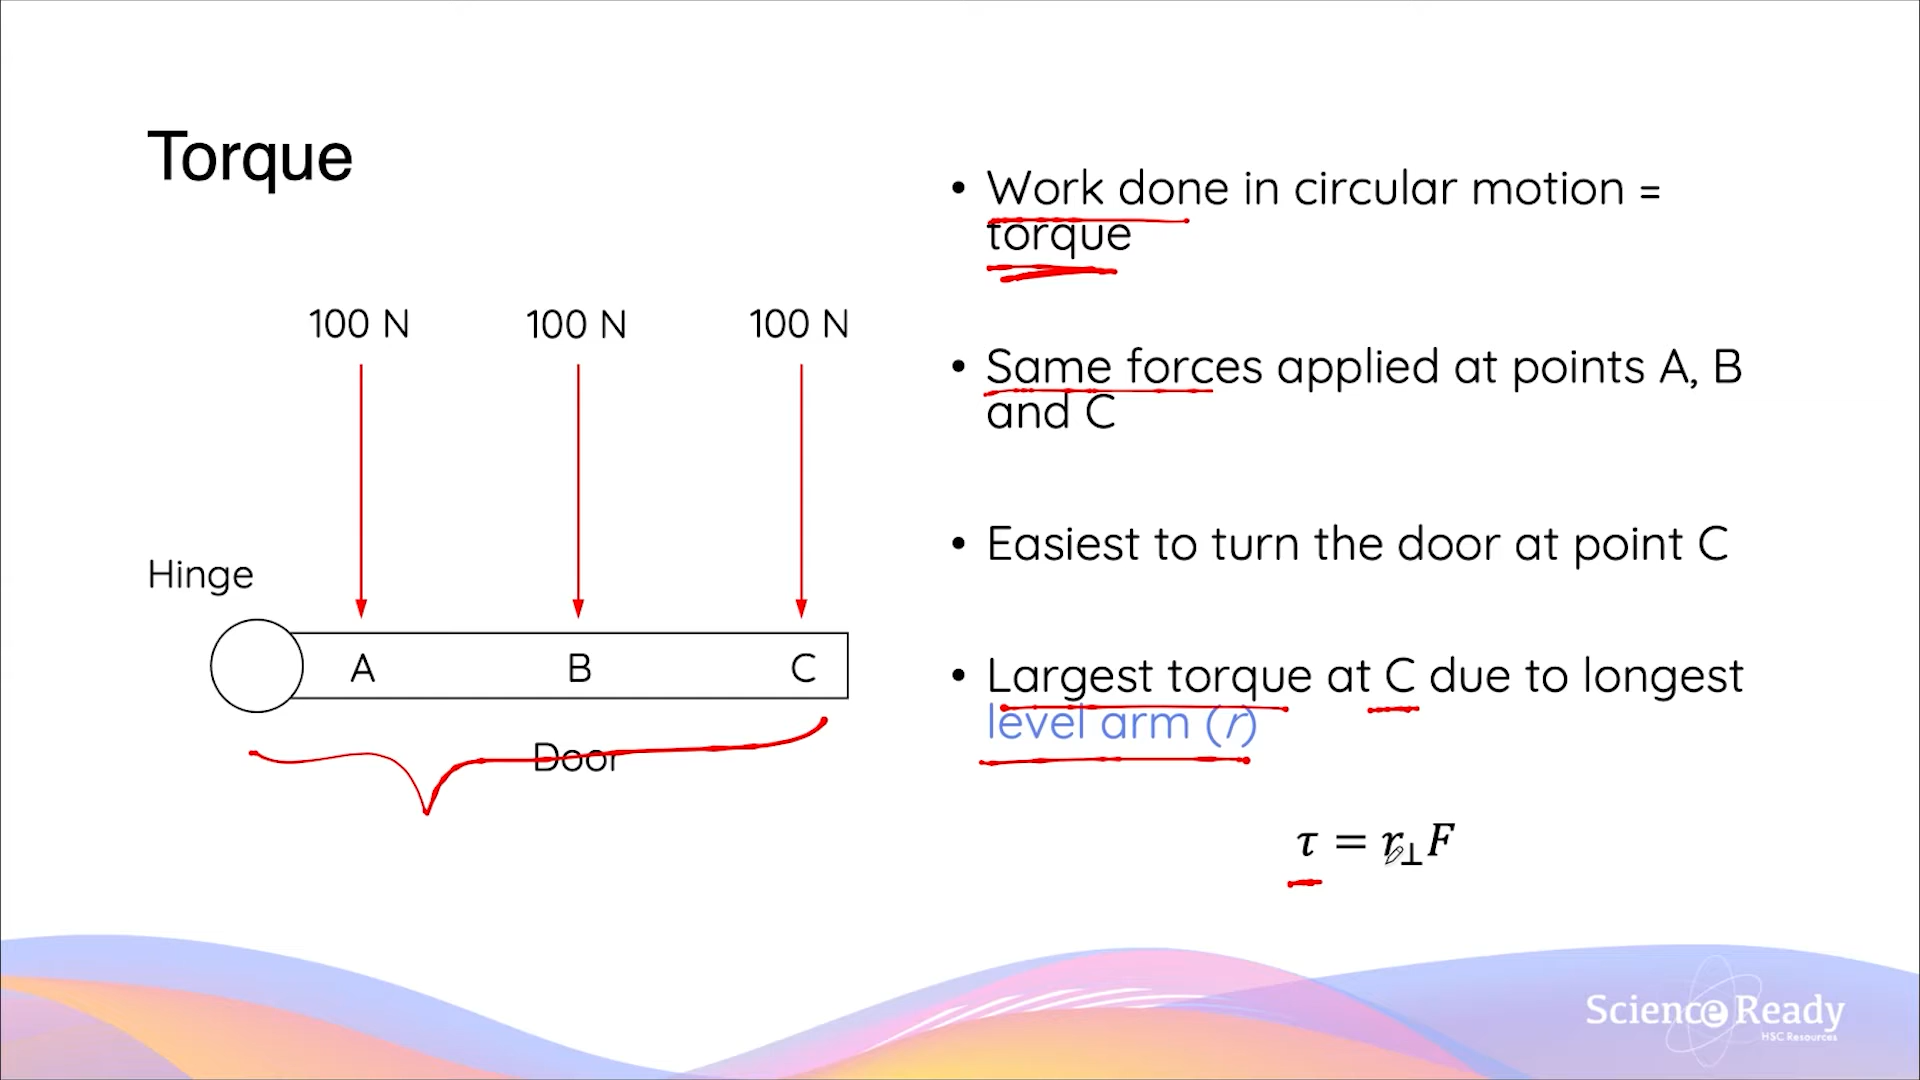 Torque
100 N
100 N
100 N
Hinge
A
B
C
Door
• Work done in circular motion =
torque
• Same forces applied at points A, B
and C
• Easiest to turn the door at point C
• Largest torque at C due to longest
level arm (r)
τ = r⊥F
Science Ready
HSC Resources